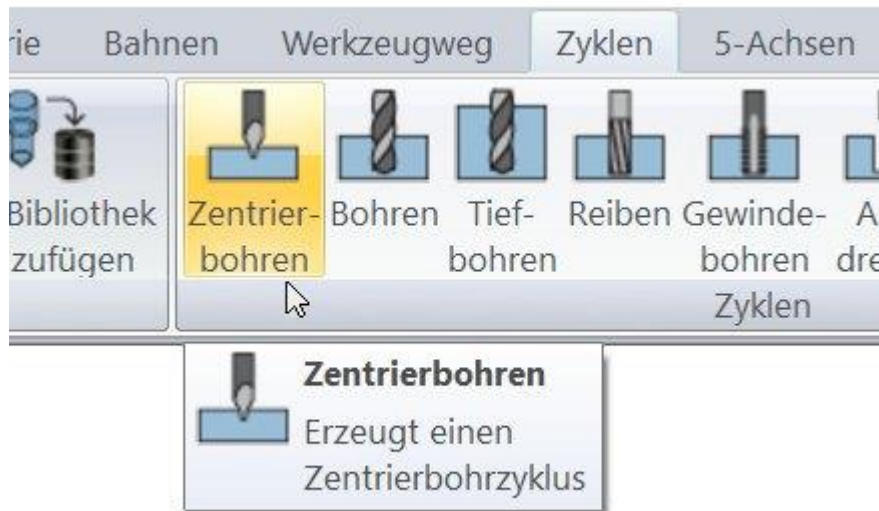 rie Bahnen Werkzeugweg Zyklen 5-Achsen
Bibliothek
zufügen
Zentrier-
bohren
Bohren
Tief-
bohren
Reiben
Gewinde-
bohren
A
dre
Zyklen
Zentrierbohren
Erzeugt einen
Zentrierbohrzyklus